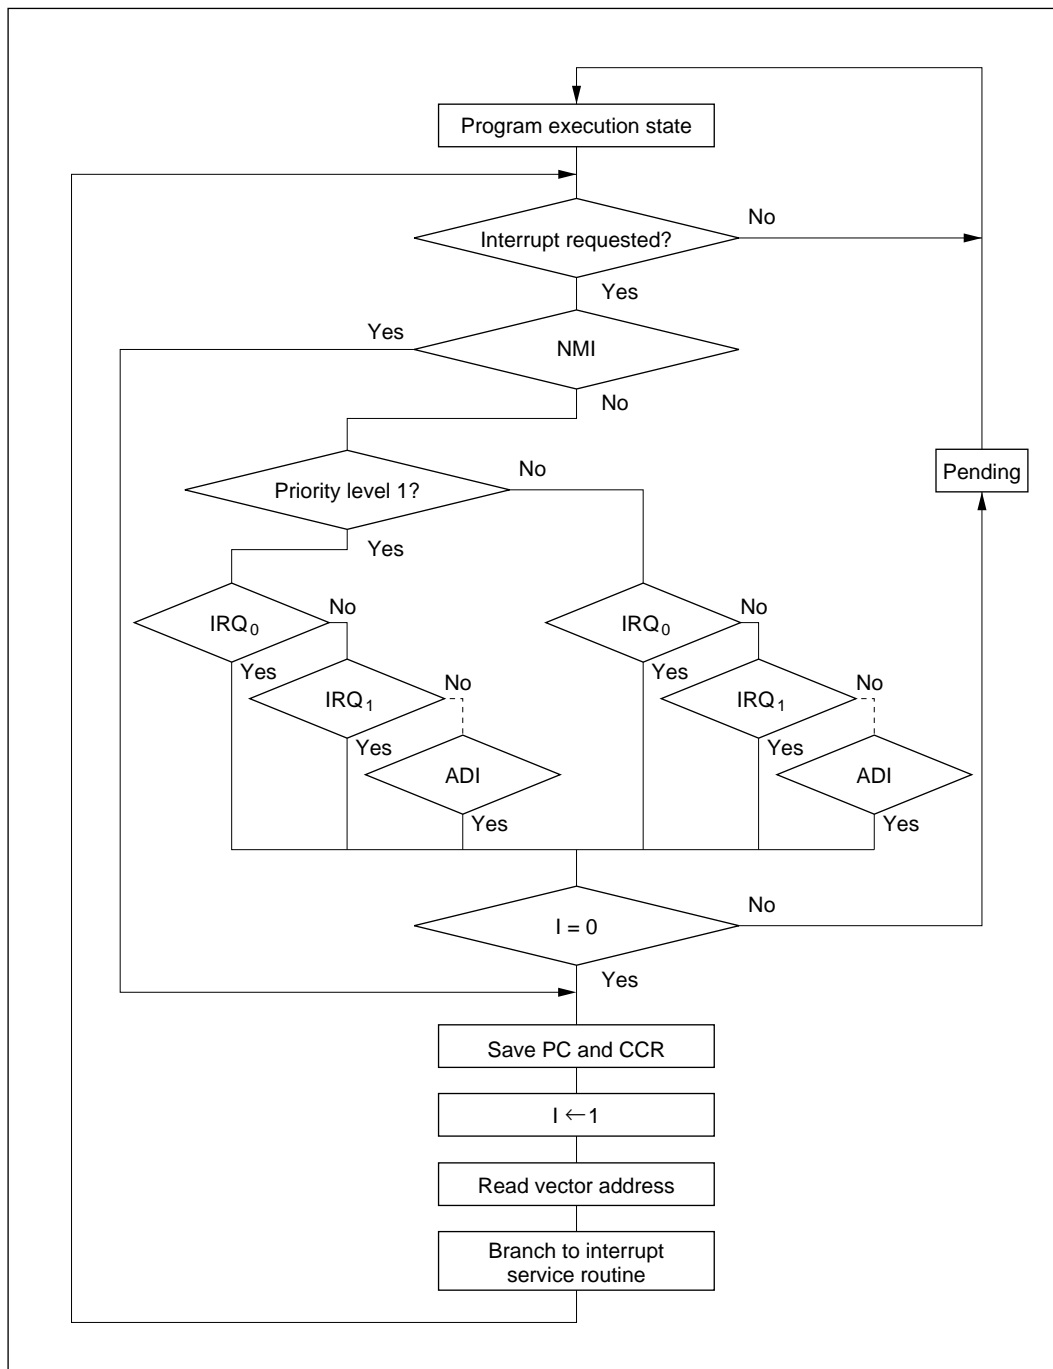 Program execution state
Interrupt requested?
No
Yes
Yes
NMI
No
Pending
Priority level 1?
No
Yes
IRQ0
No
Yes
IRQ1
No
Yes
ADI
Yes
IRQ0
No
Yes
IRQ1
No
Yes
ADI
Yes
I = 0
No
Yes
Save PC and CCR
I ← 1
Read vector address
Branch to interrupt
service routine